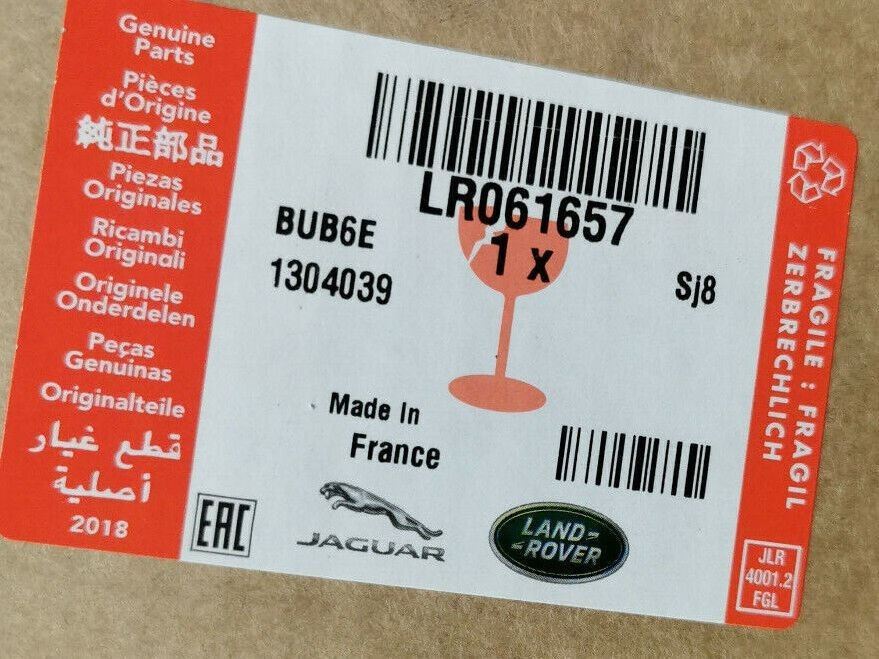 Genuine
Parts
Pièces
d'Origine
純正部品
Piezas
Originales
Ricambi
Originali
Originele
Onderdelen
Peças
Genuinas
Originalteile
قطع غيار
أصلية
2018
LR061657
1 x
BUB6E
1304039
Sj8
Made In
France
EAC
JAGUAR
LAND-
-ROVER
FRAGILE : FRAGIL
ZERBRECHLICH
JLR
4001.2
FGL